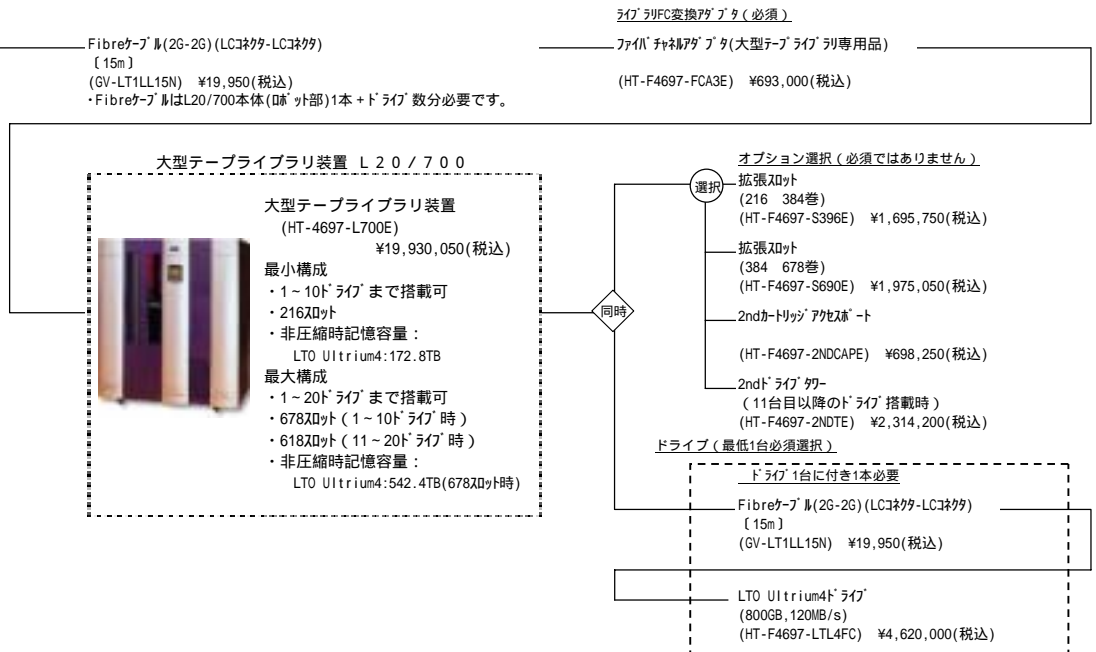 ﾗｲﾌﾞﾗﾘFC変換ｱﾀﾞﾌﾟﾀ（必須）
Fibreｹｰﾌﾞﾙ(2G-2G)(LCｺﾈｸﾀ-LCｺﾈｸﾀ)
〔15m〕
(GV-LT1LL15N) ¥19,950(税込)
・FibreｹｰﾌﾞﾙはL20/700本体(ﾛﾎﾞｯﾄ部)1本＋ﾄﾞﾗｲﾌﾞ数分必要です。
ﾌｧｲﾊﾞﾁｬﾈﾙｱﾀﾞﾌﾟﾀ(大型ﾃｰﾌﾟﾗｲﾌﾞﾗﾘ専用品)
(HT-F4697-FCA3E) ¥693,000(税込)
大型テープライブラリ装置 Ｌ２０／７００
大型テープライブラリ装置
(HT-4697-L700E)
¥19,930,050(税込)
最小構成
・1～10ﾄﾞﾗｲﾌﾞまで搭載可
・216ｽﾛｯﾄ
・非圧縮時記憶容量：
LTO Ultrium4:172.8TB
最大構成
・1～20ﾄﾞﾗｲﾌﾞまで搭載可
・678ｽﾛｯﾄ（1～10ﾄﾞﾗｲﾌﾞ時）
・618ｽﾛｯﾄ（11～20ﾄﾞﾗｲﾌﾞ時）
・非圧縮時記憶容量：
LTO Ultrium4:542.4TB(678ｽﾛｯﾄ時)
同時
オプション選択（必須ではありません）
選択
拡張ｽﾛｯﾄ
(216 384巻)
(HT-F4697-S396E) ¥1,695,750(税込)
拡張ｽﾛｯﾄ
(384 678巻)
(HT-F4697-S690E) ¥1,975,050(税込)
2ndｶｰﾄﾘｯｼﾞｱｸｾｽﾎﾟｰﾄ
(HT-F4697-2NDCAPE) ¥698,250(税込)
2ndﾄﾞﾗｲﾌﾞﾀﾜｰ
（11台目以降のﾄﾞﾗｲﾌﾞ搭載時）
(HT-F4697-2NDTE) ¥2,314,200(税込)
ドライブ（最低1台必須選択）
ﾄﾞﾗｲﾌﾞ1台に付き1本必要
Fibreｹｰﾌﾞﾙ(2G-2G)(LCｺﾈｸﾀ-LCｺﾈｸﾀ)
〔15m〕
(GV-LT1LL15N) ¥19,950(税込)
LTO Ultrium4ﾄﾞﾗｲﾌﾞ
(800GB,120MB/s)
(HT-F4697-LTL4FC) ¥4,620,000(税込)